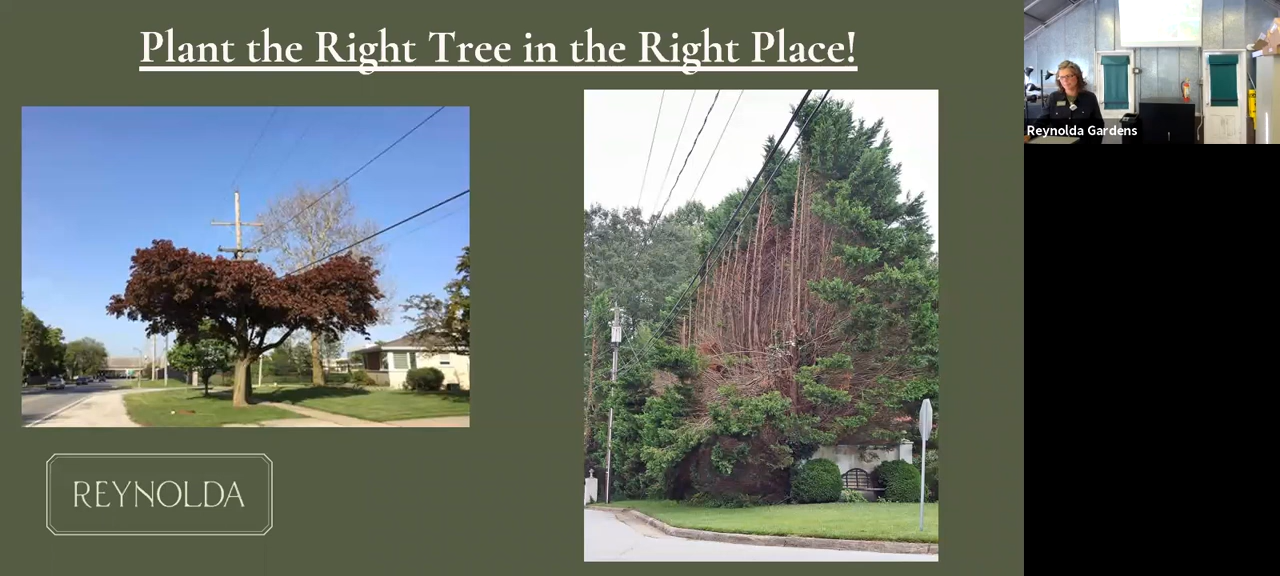 Plant the Right Tree in the Right Place!
Reynolda Gardens
REYNOLDA